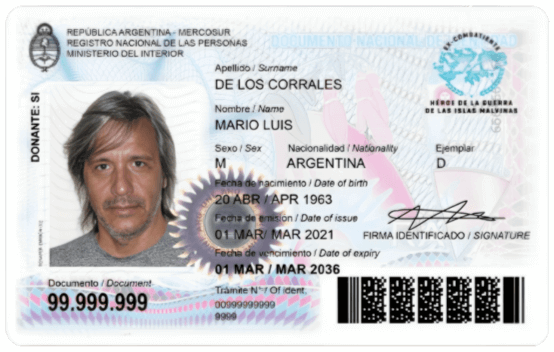 REPÚBLICA ARGENTINA - MERCOSUR
REGISTRO NACIONAL DE LAS PERSONAS
MINISTERIO DEL INTERIOR
DOCUMENTO NACIONAL DE IDENTIDAD
EX-COMBATIENTE
HÉROE DE LA GUERRA
DE LAS ISLAS MALVINAS
DONANTE: SI
Apellido / Surname
DE LOS CORRALES
Nombre / Name
MARIO LUIS
Sexo / Sex Nacionalidad / Nationality Ejemplar
M ARGENTINA D
Fecha de nacimiento / Date of birth
20 ABR / APR 1963
Fecha de emisión / Date of issue
01 MAR/ MAR 2021
FIRMA IDENTIFICADO / SIGNATURE
Fecha de vencimiento / Date of expiry
01 MAR / MAR 2036
Documento / Document
99.999.999
Trámite N° / Of ident.
00999999999
9999